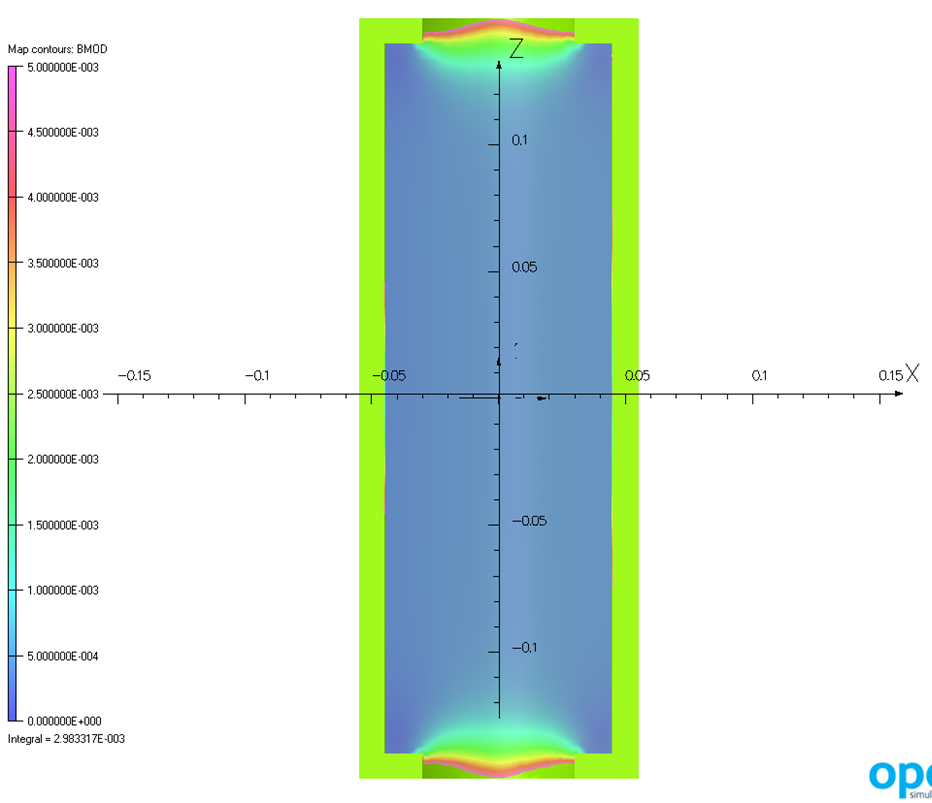 Map contours: BMOD
5.000000E-003
4.500000E-003
4.000000E-003
3.500000E-003
3.000000E-003
2.500000E-003
2.000000E-003
1.500000E-003
1.000000E-003
5.000000E-004
0.000000E+000
Integral = 2.983317E-003
Z
0.1
0.05
-0.15 -0.1 -0.05 0.05 0.1 0.15 X
-0.05
-0.1
ope
simul